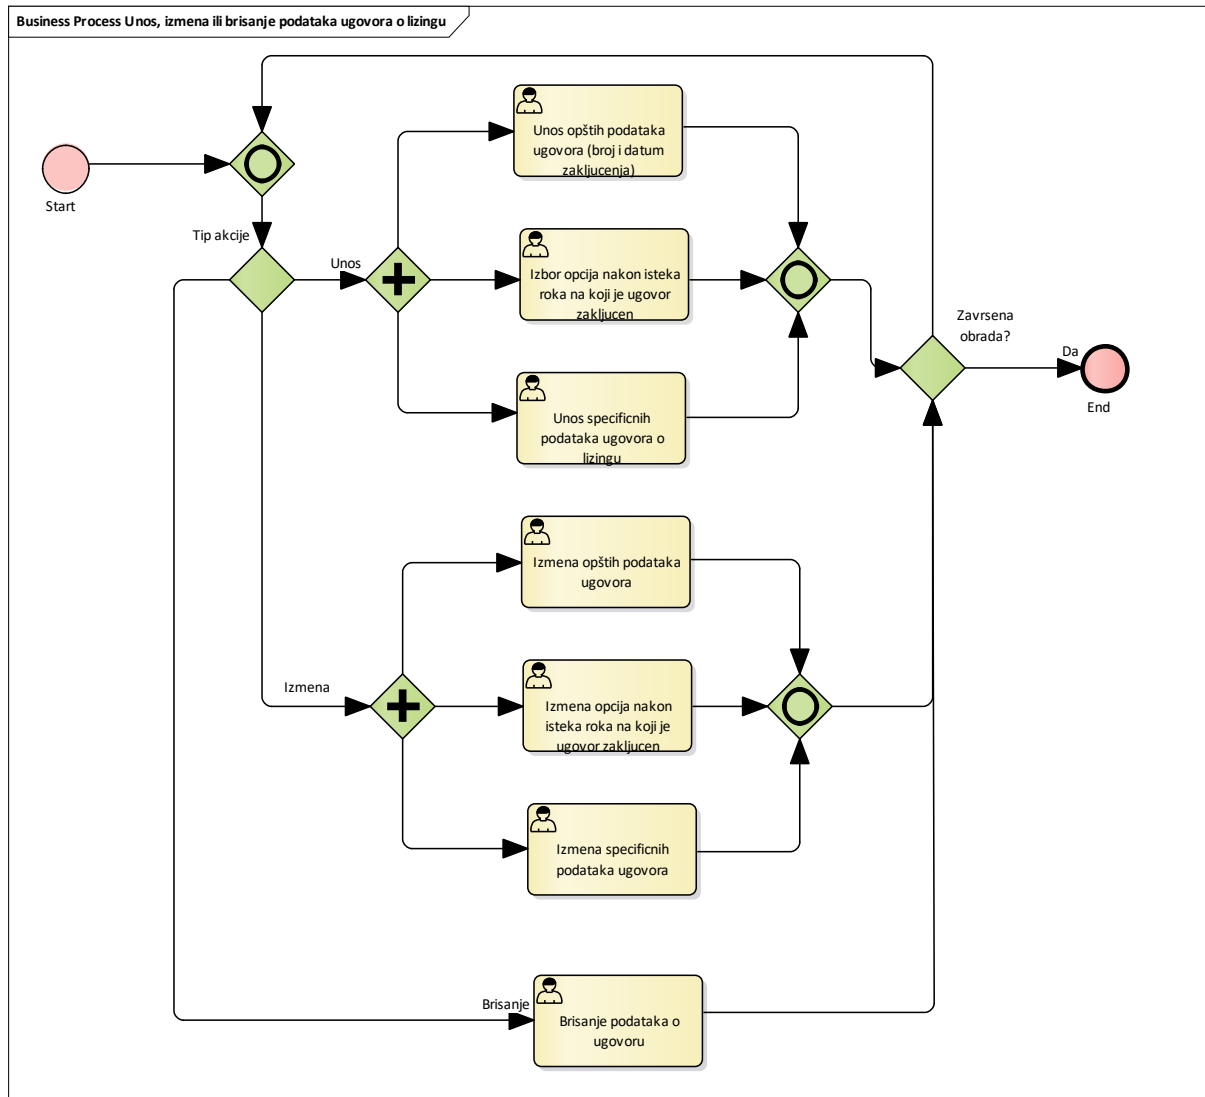 Business Process Unos, izmena ili brisanje podataka ugovora o lizingu
Start
Tip akcije
Unos
Unos opštih podataka
ugovora (broj i datum
zakljucenja)
Izbor opcija nakon isteka
roka na koji je ugovor
zakljucen
Unos specificnih
podataka ugovora o
lizingu
Zavrsena
obrada?
Da
End
Izmena
Izmena opštih podataka
ugovora
Izmena opcija nakon
isteka roka na koji je
ugovor zakljucen
Izmena specificnih
podataka ugovora
Brisanje
Brisanje podataka o
ugovoru